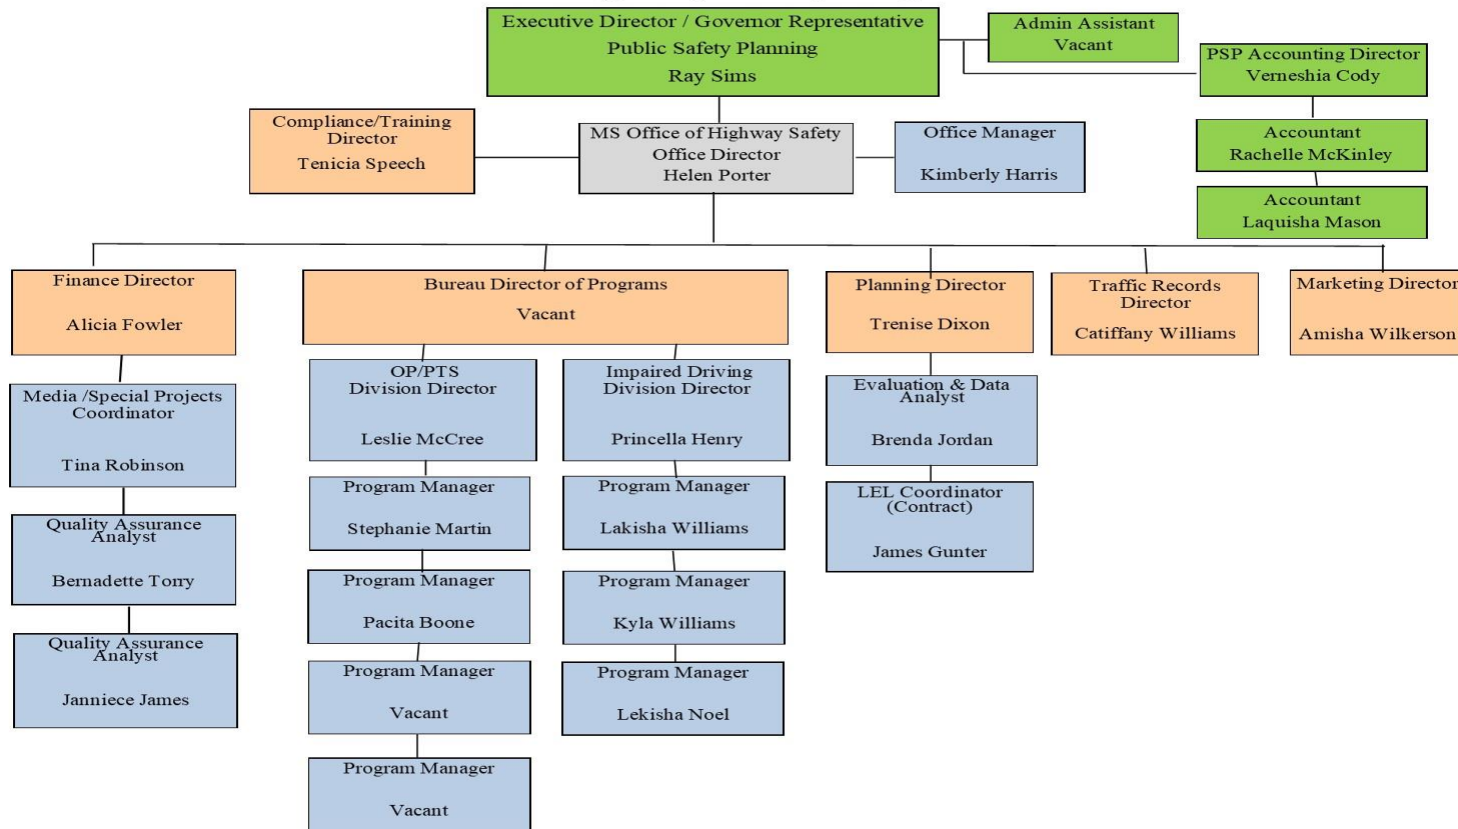 Executive Director / Governor Representative
Public Safety Planning
Ray Sims
Admin Assistant
Vacant
PSP Accounting Director
Verneshia Cody
Accountant
Rachelle McKinley
Accountant
Laquisha Mason
Compliance/Training
Director
Tenicia Speech
MS Office of Highway Safety
Office Director
Helen Porter
Office Manager
Kimberly Harris
Finance Director
Alicia Fowler
Media /Special Projects
Coordinator
Tina Robinson
Quality Assurance
Analyst
Bernadette Torry
Quality Assurance
Analyst
Janniece James
Bureau Director of Programs
Vacant
OP/PTS
Division Director
Leslie McCree
Program Manager
Stephanie Martin
Program Manager
Pacita Boone
Program Manager
Vacant
Program Manager
Vacant
Impaired Driving
Division Director
Princella Henry
Program Manager
Lakisha Williams
Program Manager
Kyla Williams
Program Manager
Lekisha Noel
Planning Director
Trenise Dixon
Evaluation & Data
Analyst
Brenda Jordan
LEL Coordinator
(Contract)
James Gunter
Traffic Records
Director
Catiffany Williams
Marketing Director
Amisha Wilkerson